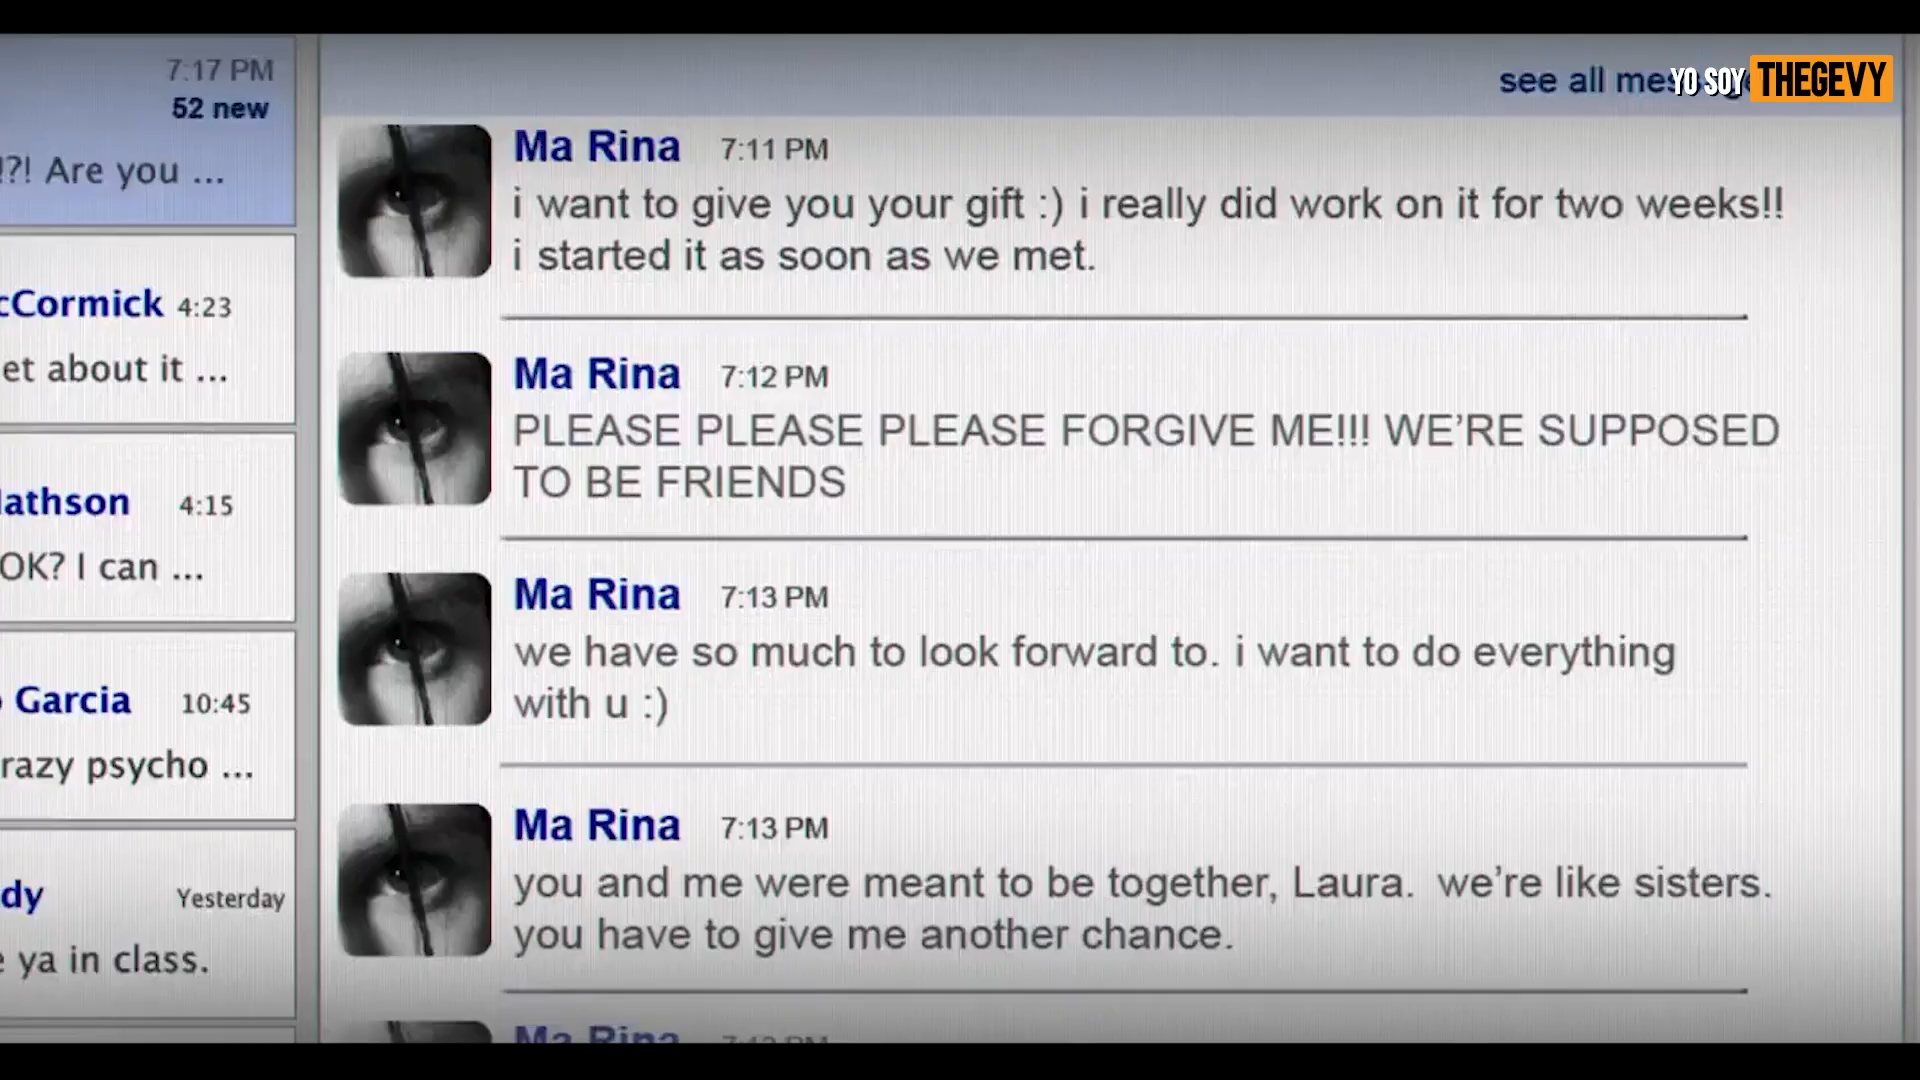 7:17 PM
52 new
!?! Are you ...
cCormick 4:23
et about it ...
athson 4:15
OK? I can ...
Garcia 10:45
razy psycho ...
dy Yesterday
ya in class.
see all
YO SOY THEGEVY
Ma Rina 7:11 PM
i want to give you your gift :) i really did work on it for two weeks!!
i started it as soon as we met.
Ma Rina 7:12 PM
PLEASE PLEASE PLEASE FORGIVE ME!!! WE’RE SUPPOSED
TO BE FRIENDS
Ma Rina 7:13 PM
we have so much to look forward to. i want to do everything
with u :)
Ma Rina 7:13 PM
you and me were meant to be together, Laura. we’re like sisters.
you have to give me another chance.
Ma Rina